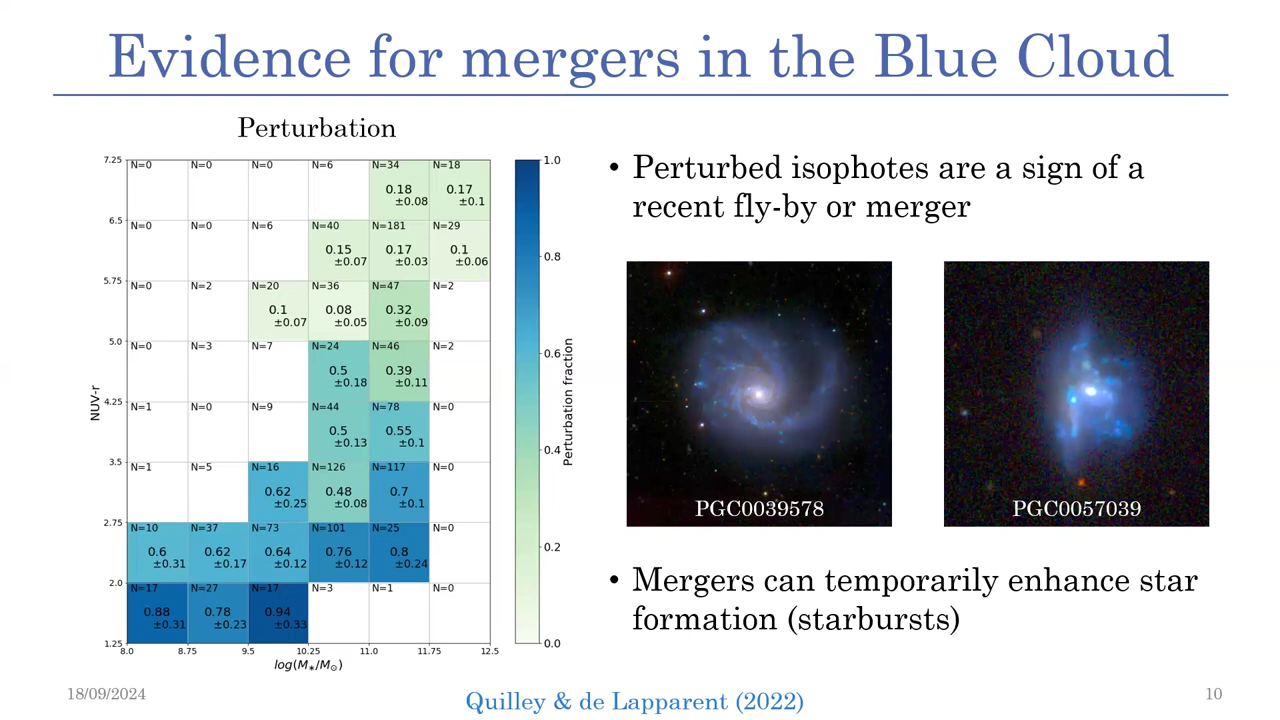 Evidence for mergers in the Blue Cloud
Perturbation
7.25 N=0 N=0 N=0 N=6 N=34 N=18 1.0
0.18 0.17
±0.08 ±0.1
6.5 N=0 N=0 N=6 N=40 N=181 N=29
0.15 0.17 0.1
±0.07 ±0.03 ±0.06
0.8
5.75 N=0 N=2 N=20 N=36 N=47 N=2
0.1 0.08 0.32
±0.07 ±0.05 ±0.09
5.0 N=0 N=3 N=7 N=24 N=46 N=2
0.6
0.5 0.39
±0.18 ±0.11
4.25 N=1 N=0 N=9 N=44 N=78 N=0
0.5 0.55
±0.13 ±0.1
0.4
3.5 N=1 N=5 N=16 N=126 N=117 N=0
0.62 0.48 0.7
±0.25 ±0.08 ±0.1
2.75 N=10 N=37 N=73 N=101 N=25 N=0
0.2
0.6 0.62 0.64 0.76 0.8
±0.31 ±0.17 ±0.12 ±0.12 ±0.24
2.0 N=17 N=27 N=17 N=3 N=1 N=0
0.88 0.78 0.94
±0.31 ±0.23 ±0.33
1.25 0.0
8.0 8.75 9.5 10.25 11.0 11.75 12.5
NUV-r
log(M∗/M⊙)
Perturbation fraction
• Perturbed isophotes are a sign of a
recent fly-by or merger
PGC0039578
PGC0057039
• Mergers can temporarily enhance star
formation (starbursts)
18/09/2024
Quilley & de Lapparent (2022)
10